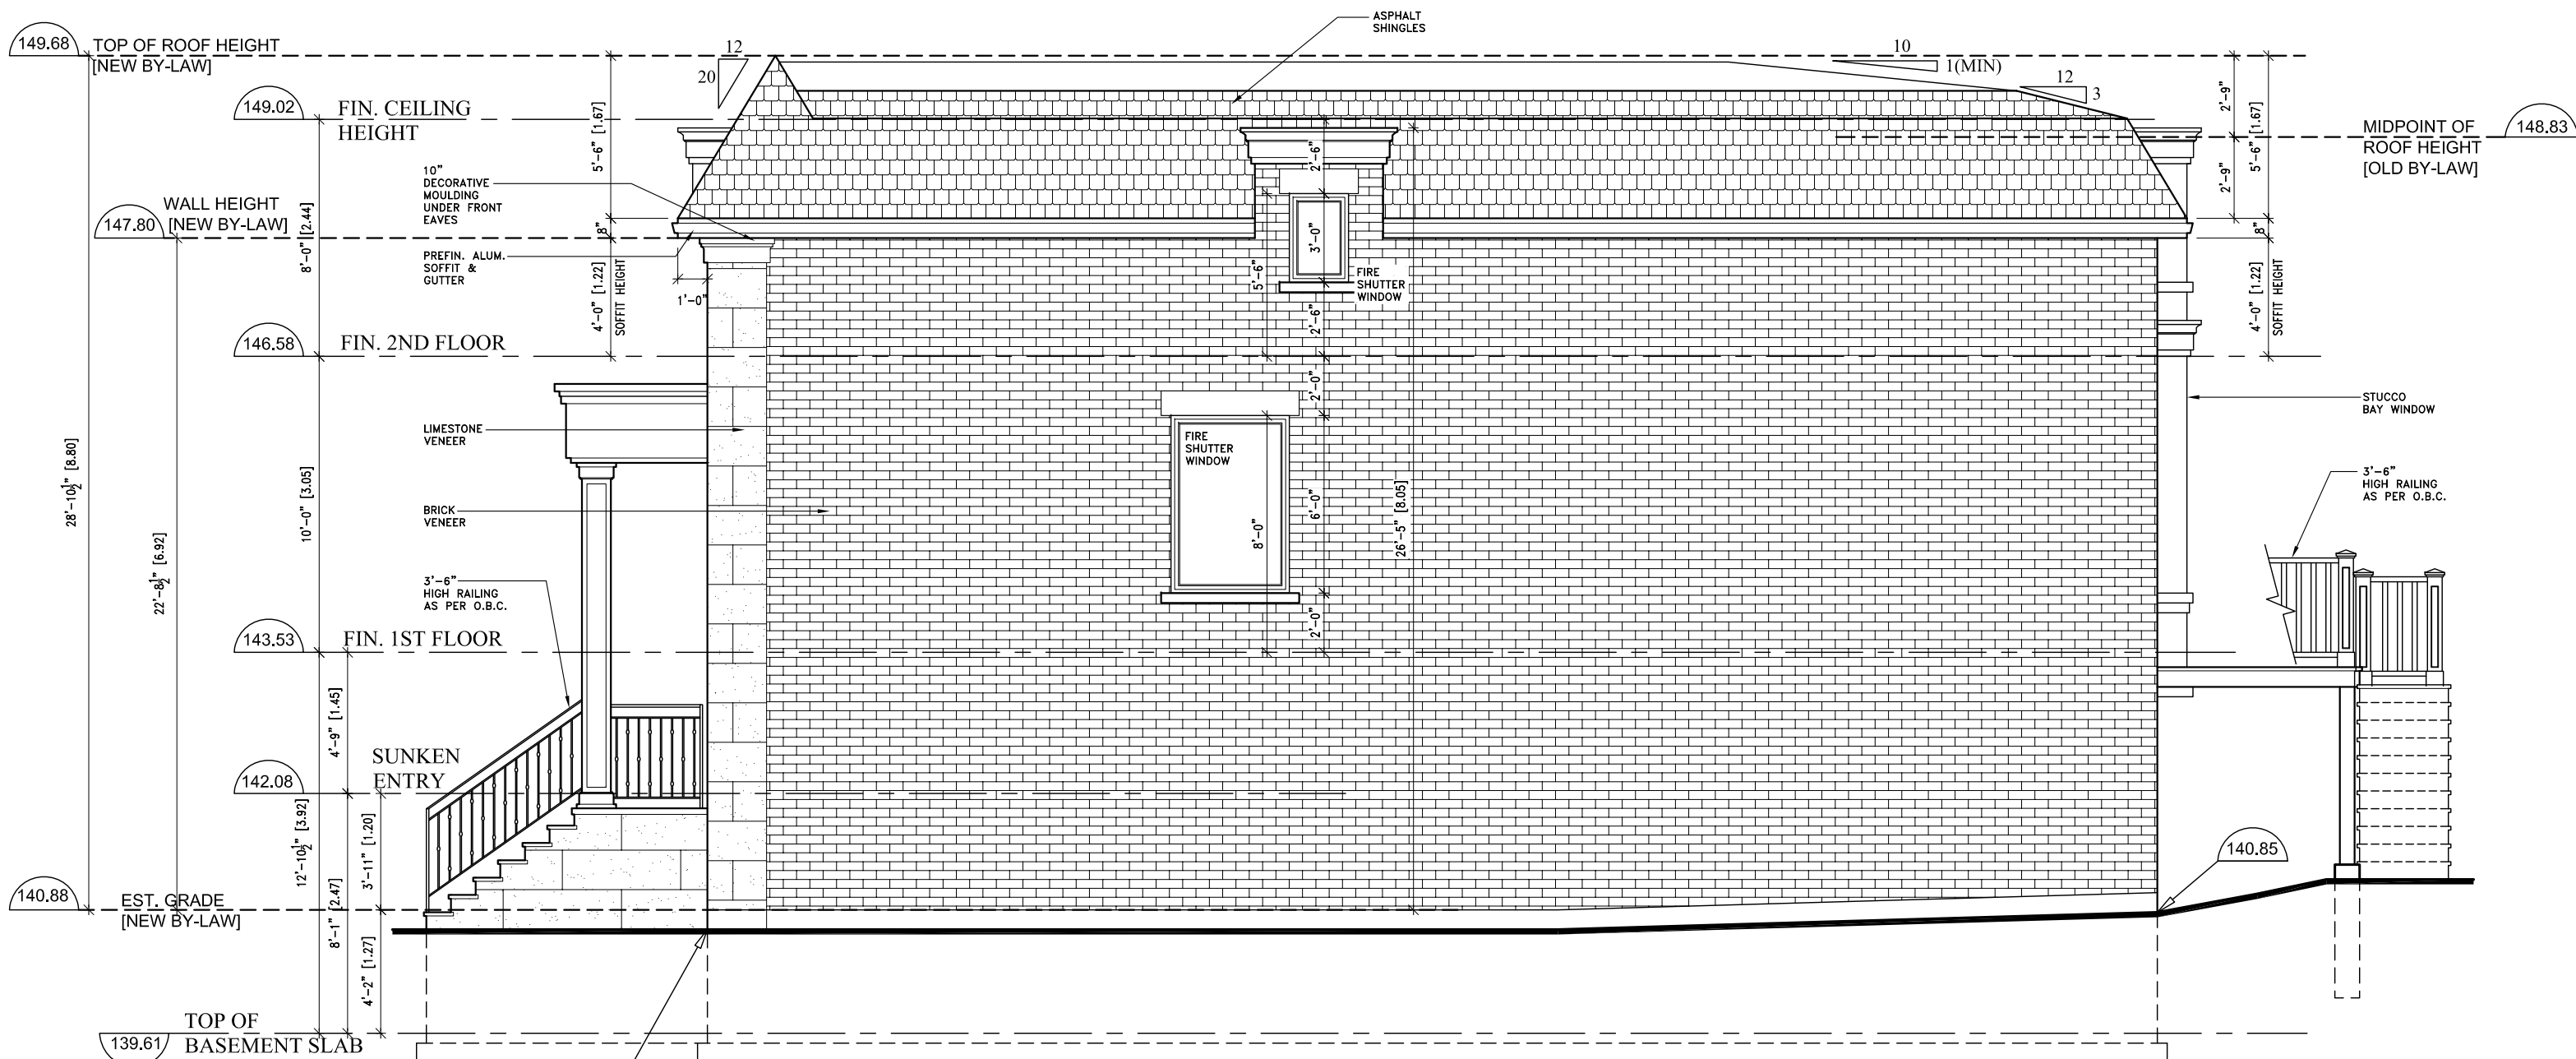 149.68
TOP OF ROOF HEIGHT
[NEW BY-LAW]
149.02
FIN. CEILING
HEIGHT
WALL HEIGHT
147.80
[NEW BY-LAW]
146.58
FIN. 2ND FLOOR
143.53
FIN. 1ST FLOOR
SUNKEN
ENTRY
142.08
140.88
EST. GRADE
[NEW BY-LAW]
TOP OF
139.61
BASEMENT SLAB
28'-10 1/2" [8.80]
22'-8 1/2" [6.92]
8'-0" [2.44]
10'-0" [3.05]
12'-10 1/2" [3.92]
4'-9" [1.45]
8'-1" [2.47]
3'-11" [1.20]
4'-2" [1.27]
10"
DECORATIVE
MOULDING
UNDER FRONT
EAVES
PREFIN. ALUM.
SOFFIT &
GUTTER
LIMESTONE
VENEER
BRICK
VENEER
3'-6"
HIGH RAILING
AS PER O.B.C.
5'-6" [1.67]
8"
4'-0" [1.22]
SOFFIT HEIGHT
1'-0"
12
20
ASPHALT
SHINGLES
2'-6"
3'-0"
5'-6"
FIRE
SHUTTER
WINDOW
2'-6"
2'-0"
FIRE
SHUTTER
WINDOW
6'-0"
8'-0"
2'-0"
26'-5" [8.05]
10
1(MIN)
12
3
2'-9"
2'-9"
5'-6" [1.67]
8"
4'-0" [1.22]
SOFFIT HEIGHT
MIDPOINT OF
148.83
ROOF HEIGHT
[OLD BY-LAW]
STUCCO
BAY WINDOW
3'-6"
HIGH RAILING
AS PER O.B.C.
140.85